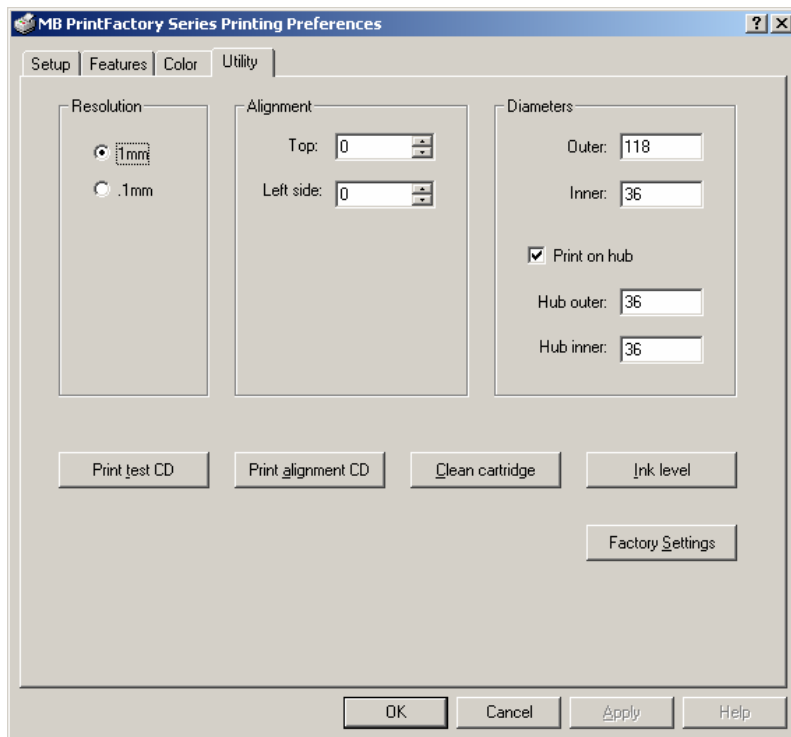 MB PrintFactory Series Printing Preferences
Setup Features Color Utility
Resolution
1mm
.1mm
Alignment
Top: 0
Left side: 0
Diameters
Outer: 118
Inner: 36
Print on hub
Hub outer: 36
Hub inner: 36
Print test CD Print alignment CD Clean cartridge Ink level
Factory Settings
OK Cancel Apply Help